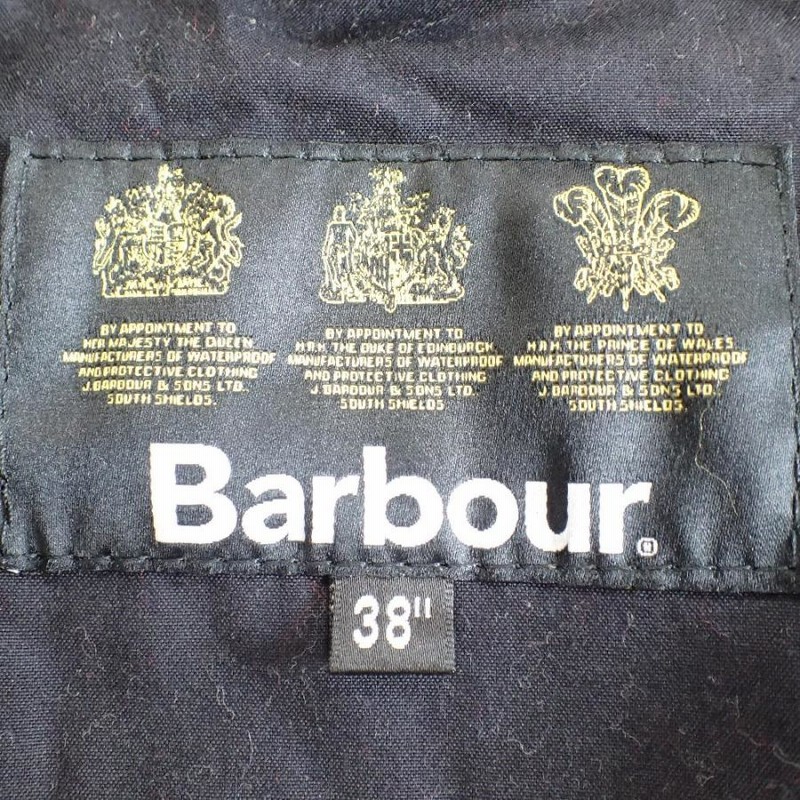 BY APPOINTMENT TO
HER MAJESTY THE QUEEN
MANUFACTURERS OF WATERPROOF
AND PROTECTIVE CLOTHING
J. BARBOUR & SONS LTD.
SOUTH SHIELDS.
BY APPOINTMENT TO
H.R.H. THE DUKE OF EDINBURGH
MANUFACTURERS OF WATERPROOF
AND PROTECTIVE CLOTHING
J. BARBOUR & SONS LTD.
SOUTH SHIELDS
BY APPOINTMENT TO
H.R.H. THE PRINCE OF WALES
MANUFACTURERS OF WATERPROOF
AND PROTECTIVE CLOTHING
J. BARBOUR & SONS LTD.
SOUTH SHIELDS.
Barbour®
38"